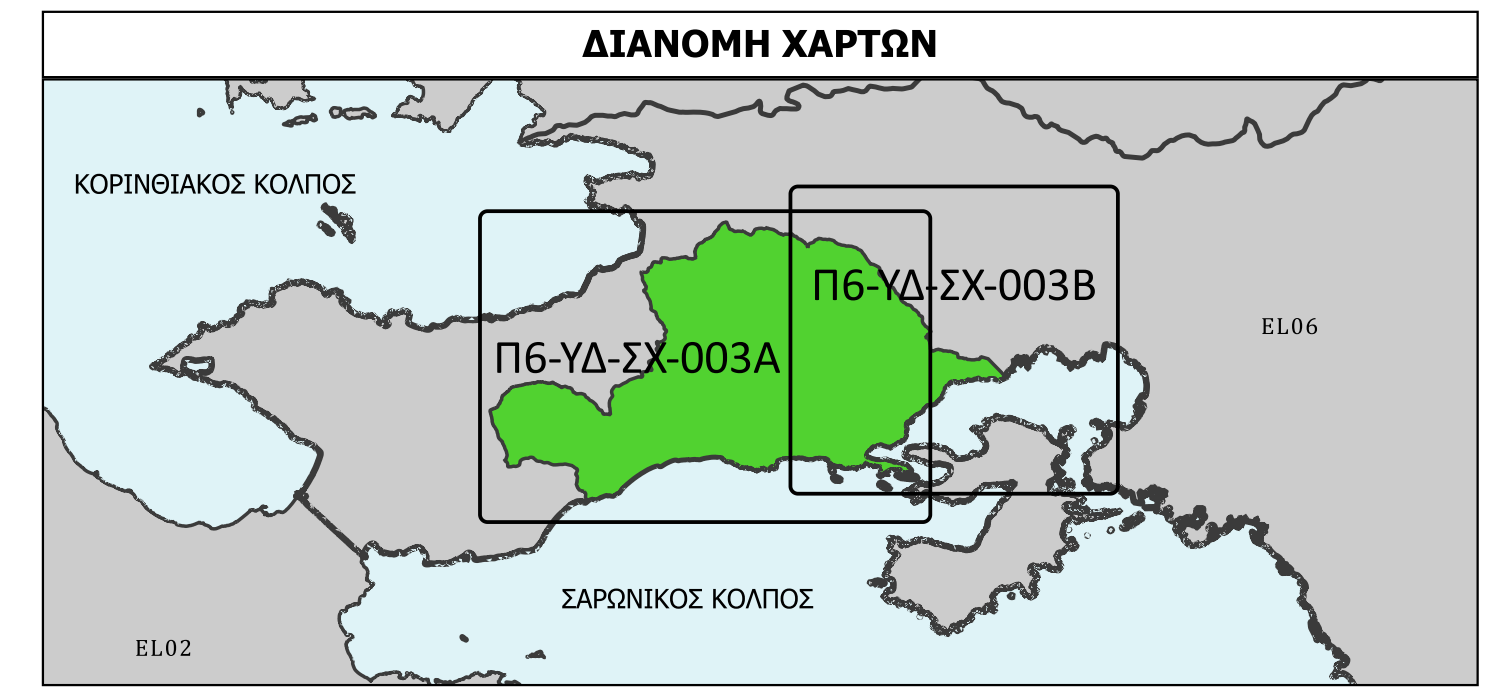 ΔΙΑΝΟΜΗ ΧΑΡΤΩΝ
ΚΟΡΙΝΘΙΑΚΟΣ ΚΟΛΠΟΣ
Π6-ΥΔ-ΣΧ-003Β
EL06
Π6-ΥΔ-ΣΧ-003Α
ΣΑΡΩΝΙΚΟΣ ΚΟΛΠΟΣ
EL02